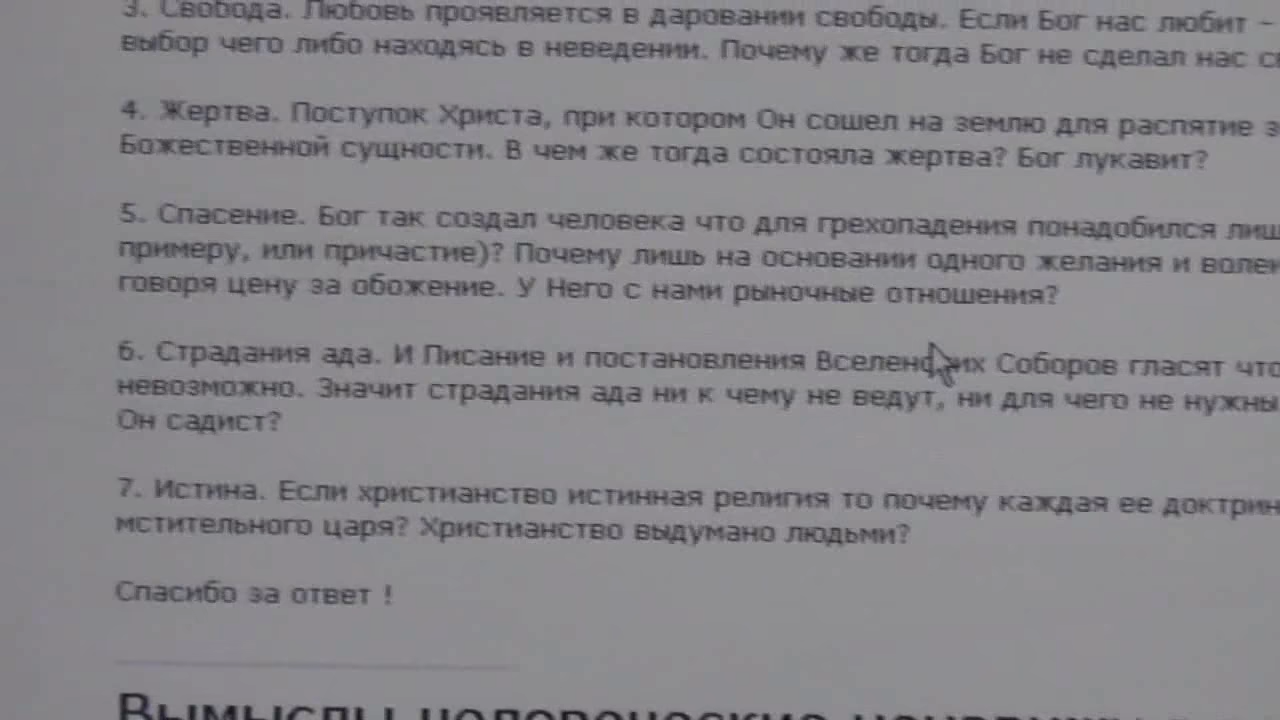 3. Свобода. Любовь проявляется в даровании свободы. Если Бог нас любит –
выбор чего либо находясь в неведении. Почему же тогда Бог не сделал нас
4. Жертва. Поступок Христа, при котором Он сошел на землю для распятие
Божественной сущности. В чем же тогда состояла жертва? Бог лукавит?
5. Спасение. Бог так создал человека что для грехопадения понадобился лиш
примеру, или причастие)? Почему лишь на основании одного желания и
говоря цену за обожение. У Него с нами рыночные отношения?
6. Страдания ада. И Писание и постановления Вселенских Соборов гласят что
невозможно. Значит страдания ада ни к чему не ведут, ни для чего не нужны
Он садист?
7. Истина. Если христианство истинная религия то почему каждая ее доктрин
мстительного царя? Христианство выдумано людьми?
Спасибо за ответ !
Вымыслы человеческие